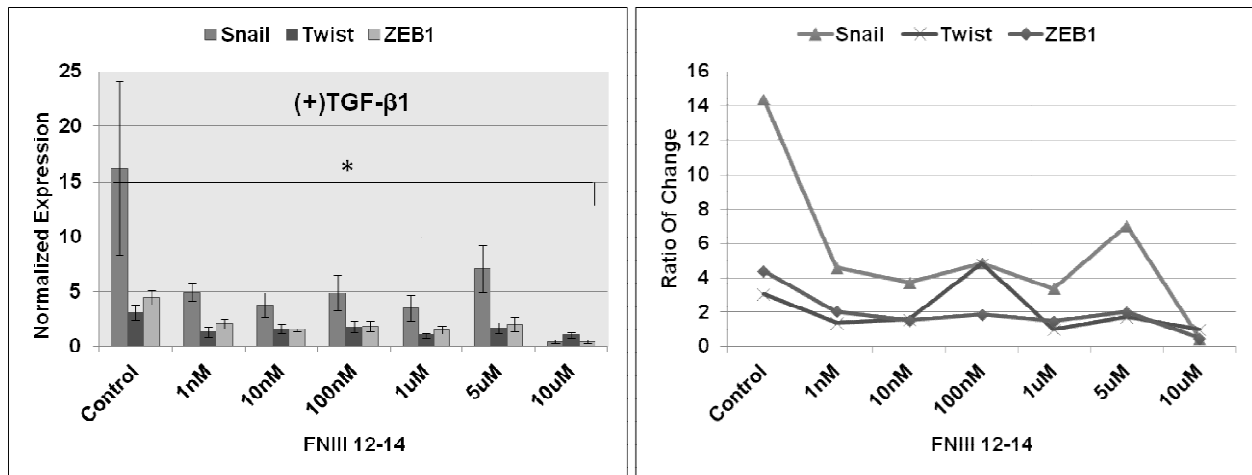 Snail Twist ZEB1
(+)TGF-β1
*
Normalized Expression
25
20
15
10
5
0
Control 1nM 10nM 100nM 1uM 5uM 10uM
FNIII 12-14
Snail Twist ZEB1
Ratio Of Change
16
14
12
10
8
6
4
2
0
Control 1nM 10nM 100nM 1uM 5uM 10uM
FNIII 12-14